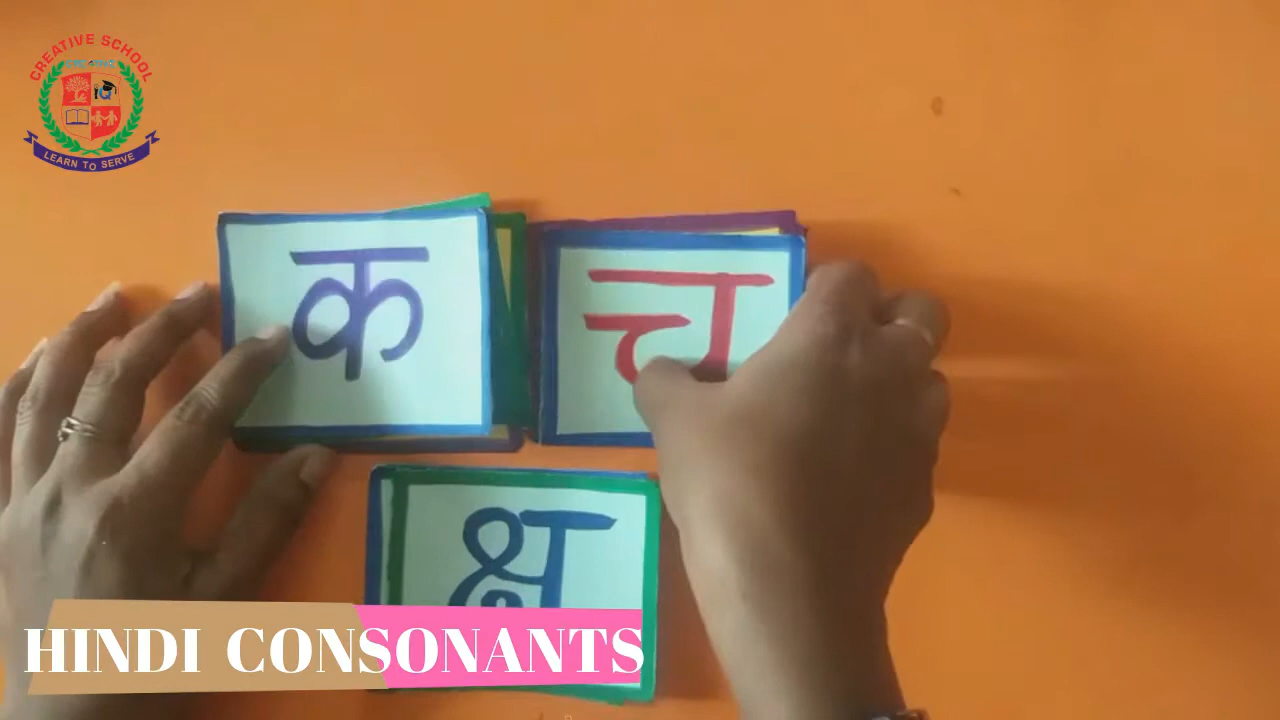 CREATIVE SCHOOL
LEARN TO SERVE
क
च
क्ष
HINDI CONSONANTS